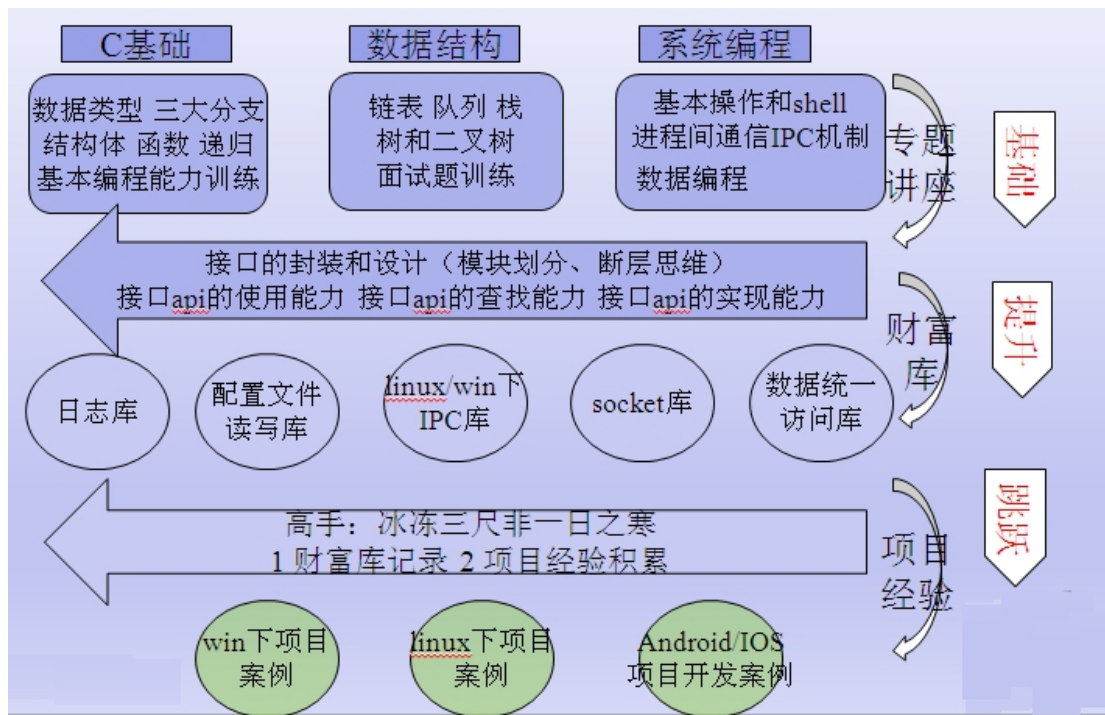 C基础
数据结构
系统编程
数据类型 三大分支
结构体 函数 递归
基本编程能力训练
链表 队列 栈
树和二叉树
面试题训练
基本操作和shell
进程间通信IPC机制
数据编程
专题
讲座
基础
接口的封装和设计（模块划分、断层思维）
接口api的使用能力 接口api的查找能力 接口api的实现能力
财富
库
提升
日志库
配置文件
读写库
linux/win下
IPC库
socket库
数据统一
访问库
高手：冰冻三尺非一日之寒
1 财富库记录 2 项目经验积累
项目
经验
跳跃
win下项目
案例
linux下项目
案例
Android/IOS
项目开发案例